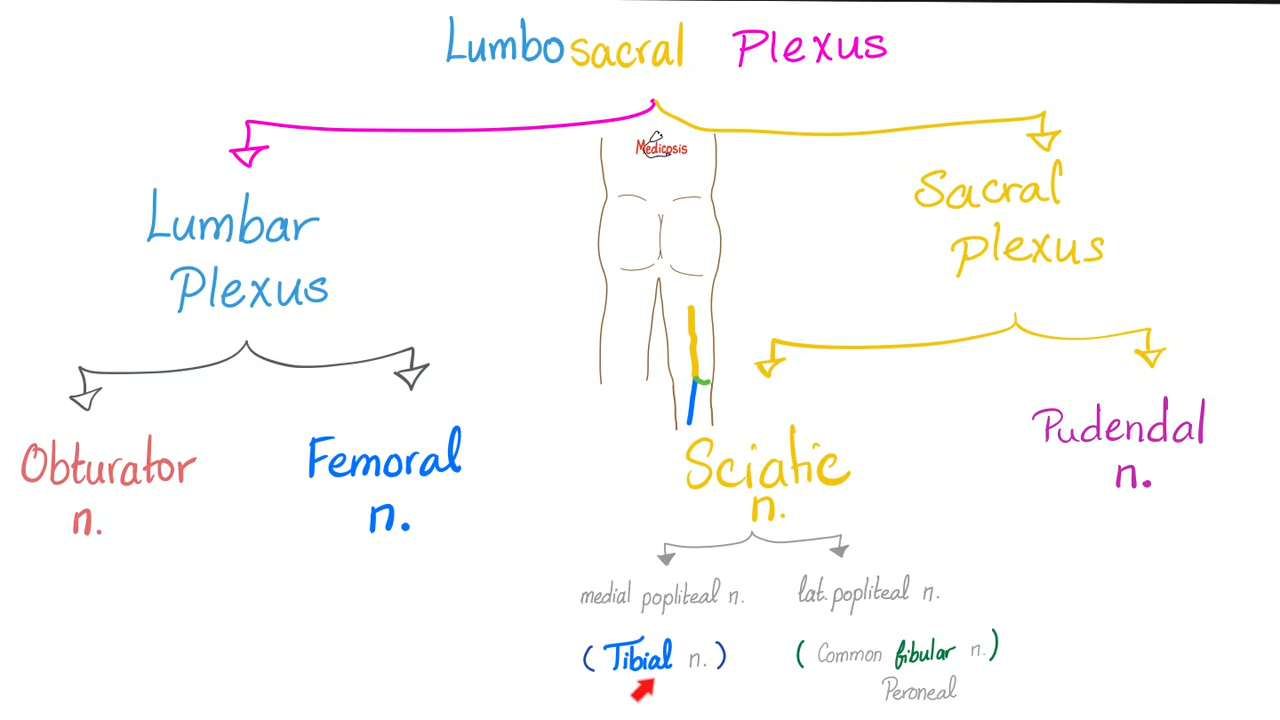 Lumbosacral Plexus
Medicosis
Lumbar
Plexus
Sacral
plexus
Obturator
n.
Femoral
n.
Sciatic
n.
Pudendal
n.
medial popliteal n.
lat. popliteal n.
(Tibial n.)
(Common fibular n.)
Peroneal